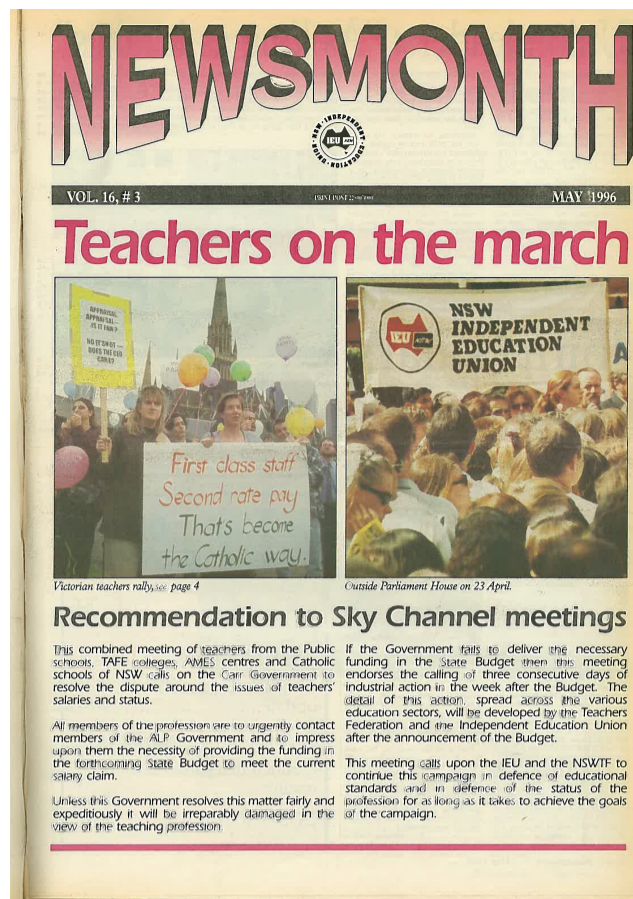 NEWSMONTH
NSW · INDEPENDENT · EDUCATION · UNION
IEU NSW
VOL. 16, # 3
PRINT POST
MAY 1996
Teachers on the march
APPRAISAL
APPRAISAL—
IS IT FAIR?
NO IT'S NOT—
DOES THE CEO
CARE?
First class staff
Second rate pay
That's become
the Catholic way.
IEU NSW
NSW
INDEPENDENT
EDUCATION
UNION
Victorian teachers rally, see page 4
Outside Parliament House on 23 April.
Recommendation to Sky Channel meetings
This combined meeting of teachers from the Public
schools, TAFE colleges, AMES centres and Catholic
schools of NSW calls on the Carr Government to
resolve the dispute around the issues of teachers'
salaries and status.
All members of the profession are to urgently contact
members of the ALP Government and to impress
upon them the necessity of providing the funding in
the forthcoming State Budget to meet the current
salary claim.
Unless this Government resolves this matter fairly and
expeditiously it will be irreparably damaged in the
view of the teaching profession.
If the Government fails to deliver the necessary
funding in the State Budget then this meeting
endorses the calling of three consecutive days of
industrial action in the week after the Budget. The
detail of this action, spread across the various
education sectors, will be developed by the Teachers
Federation and the Independent Education Union
after the announcement of the Budget.
This meeting calls upon the IEU and the NSWTF to
continue this campaign in defence of educational
standards and in defence of the status of the
profession for as long as it takes to achieve the goals
of the campaign.